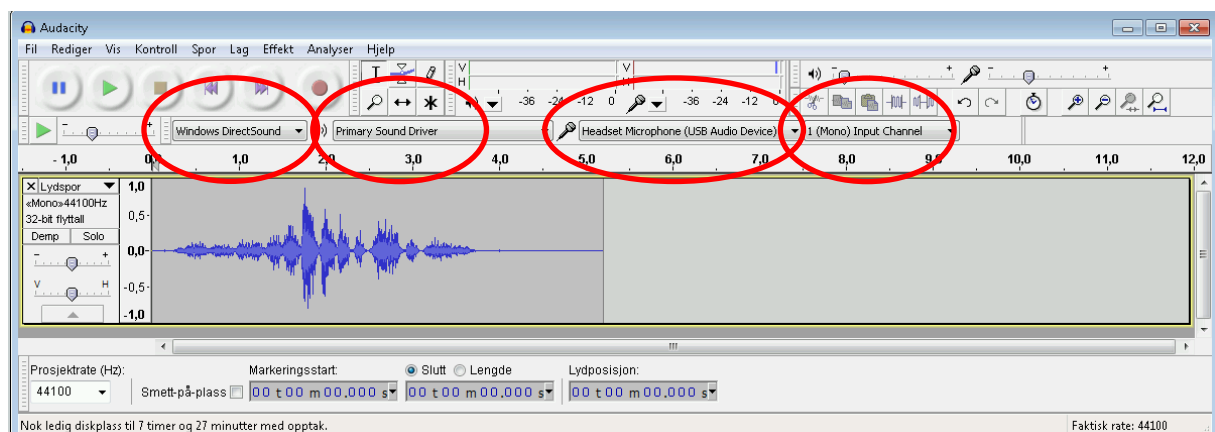 Audacity
Fil Rediger Vis Kontroll Spor Lag Effekt Analyser Hjelp
V V
H H
-36 -24 -12 0 -36 -24 -12 0
Windows DirectSound Primary Sound Driver Headset Microphone (USB Audio Device) 1 (Mono) Input Channel
- 1,0 0,0 1,0 2,0 3,0 4,0 5,0 6,0 7,0 8,0 9,0 10,0 11,0 12,0
X Lydspor 1,0
«Mono»44100Hz
32-bit flyttall 0,5-
Demp Solo
- + 0,0-
V H -0,5-
-1,0
Prosjektrate (Hz): Markeringsstart: Slutt Lengde Lydposisjon:
44100 Smett-på-plass 00 t 00 m 00.000 s 00 t 00 m 00.000 s 00 t 00 m 00.000 s
Nok ledig diskplass til 7 timer og 27 minutter med opptak. Faktisk rate: 44100